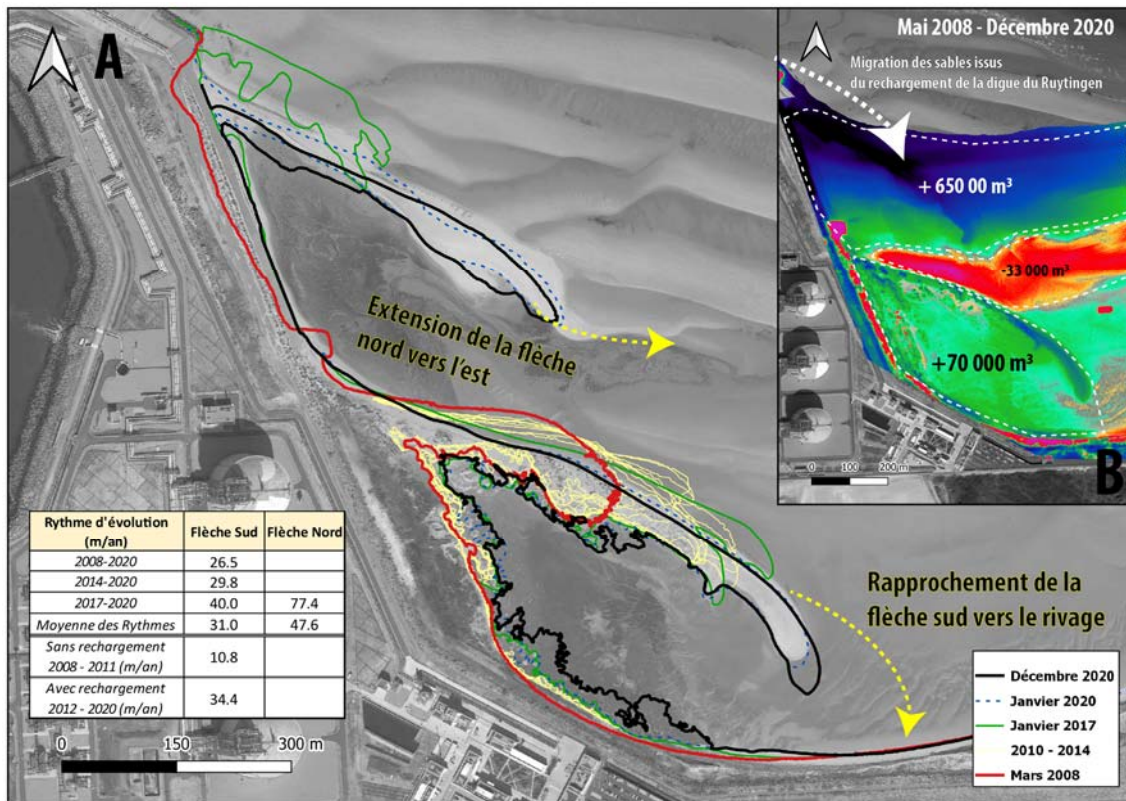 A
Extension de la flèche
nord vers l'est
Rapprochement de la
flèche sud vers le rivage
Rythme d'évolution (m/an) Flèche Sud Flèche Nord
2008-2020 26.5
2014-2020 29.8
2017-2020 40.0 77.4
Moyenne des Rythmes 31.0 47.6
Sans rechargement
2008 - 2011 (m/an) 10.8
Avec rechargement
2012 - 2020 (m/an) 34.4
0 150 300 m
Décembre 2020
Janvier 2020
Janvier 2017
2010 - 2014
Mars 2008
Mai 2008 - Décembre 2020
Migration des sables issus
du rechargement de la digue du Ruytingen
+ 650 00 m³
-33 000 m³
+70 000 m³
0 100 200 m
B